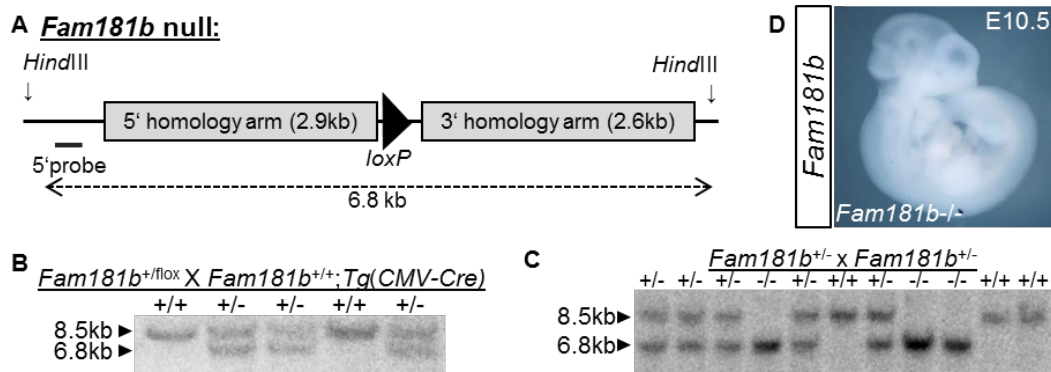 A Fam181b null:
HindIII
HindIII
5‘ homology arm (2.9kb)
3‘ homology arm (2.6kb)
loxP
5‘probe
6.8 kb
D
Fam181b
E10.5
Fam181b-/-
B
Fam181b+/flox X Fam181b+/+;Tg(CMV-Cre)
+/+ +/- +/- +/+ +/-
8.5kb
6.8kb
C
Fam181b+/- x Fam181b+/-
+/- +/- +/- -/- +/- +/+ +/- -/- -/- +/+ +/+
8.5kb
6.8kb